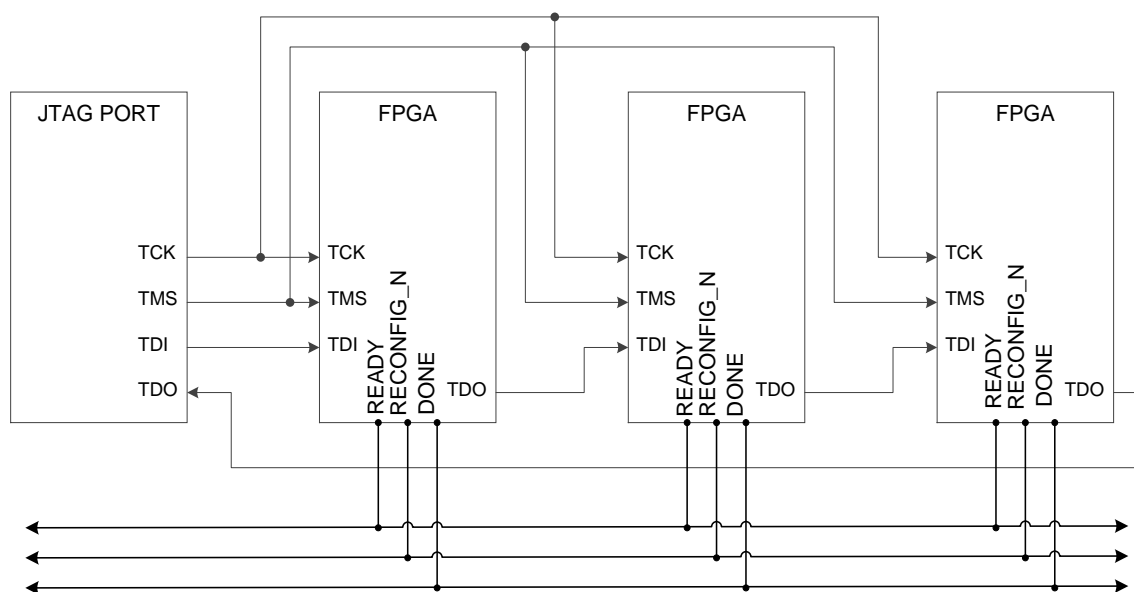 JTAG PORT
TCK
TMS
TDI
TDO
FPGA
TCK
TMS
TDI
READY
RECONFIG_N
DONE
TDO
FPGA
TCK
TMS
TDI
READY
RECONFIG_N
DONE
TDO
FPGA
TCK
TMS
TDI
READY
RECONFIG_N
DONE
TDO